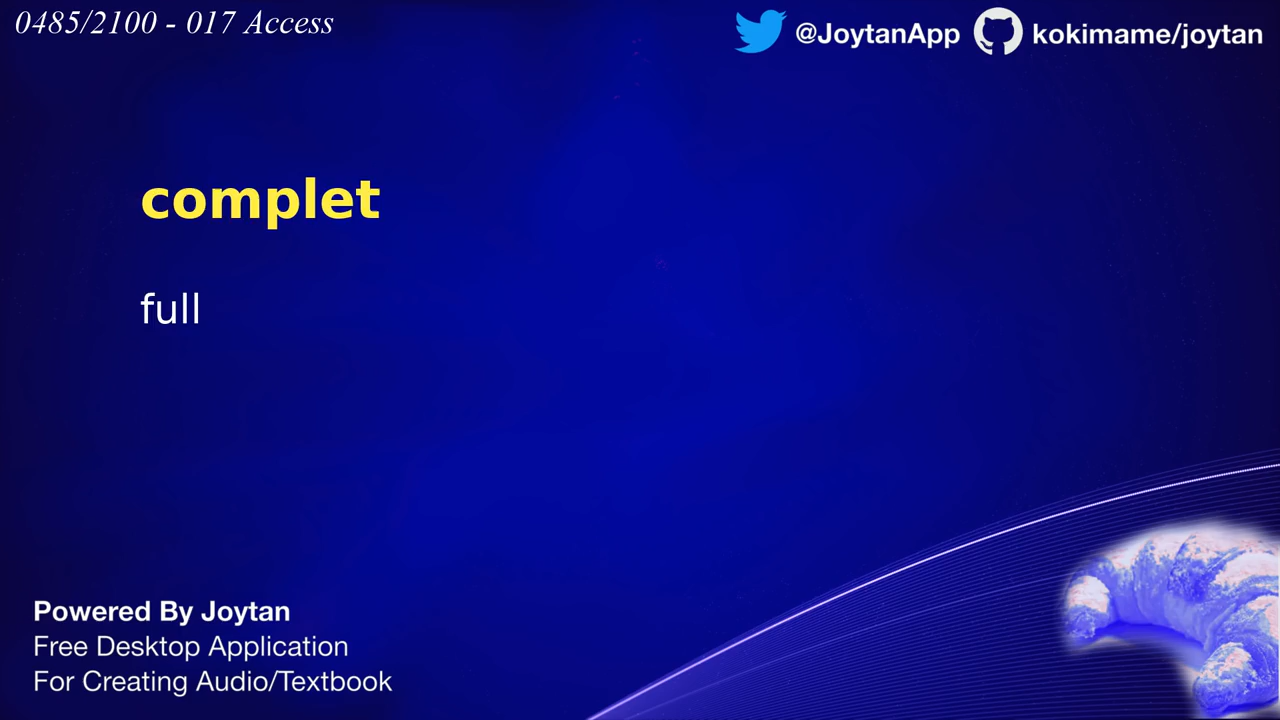 0485/2100 - 017 Access
@JoytanApp
kokimame/joytan
complet
full
Powered By Joytan
Free Desktop Application
For Creating Audio/Textbook